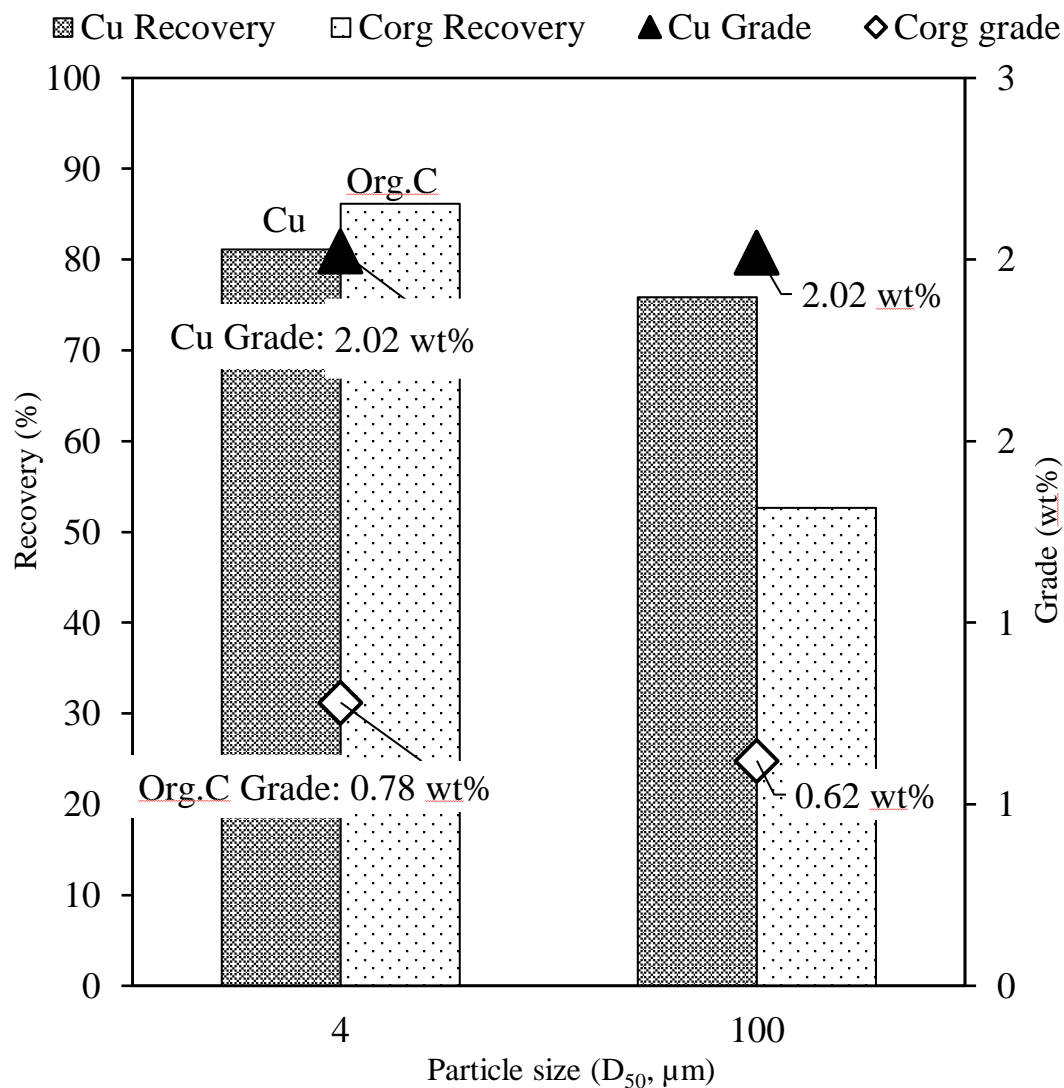 Cu Recovery Corg Recovery Cu Grade Corg grade
100
90
80
70
60
50
40
30
20
10
0
Recovery (%)
Cu
Org.C
Cu Grade: 2.02 wt%
Org.C Grade: 0.78 wt%
2.02 wt%
0.62 wt%
3
2
2
1
1
0
Grade (wt%)
4 100
Particle size (D50, µm)